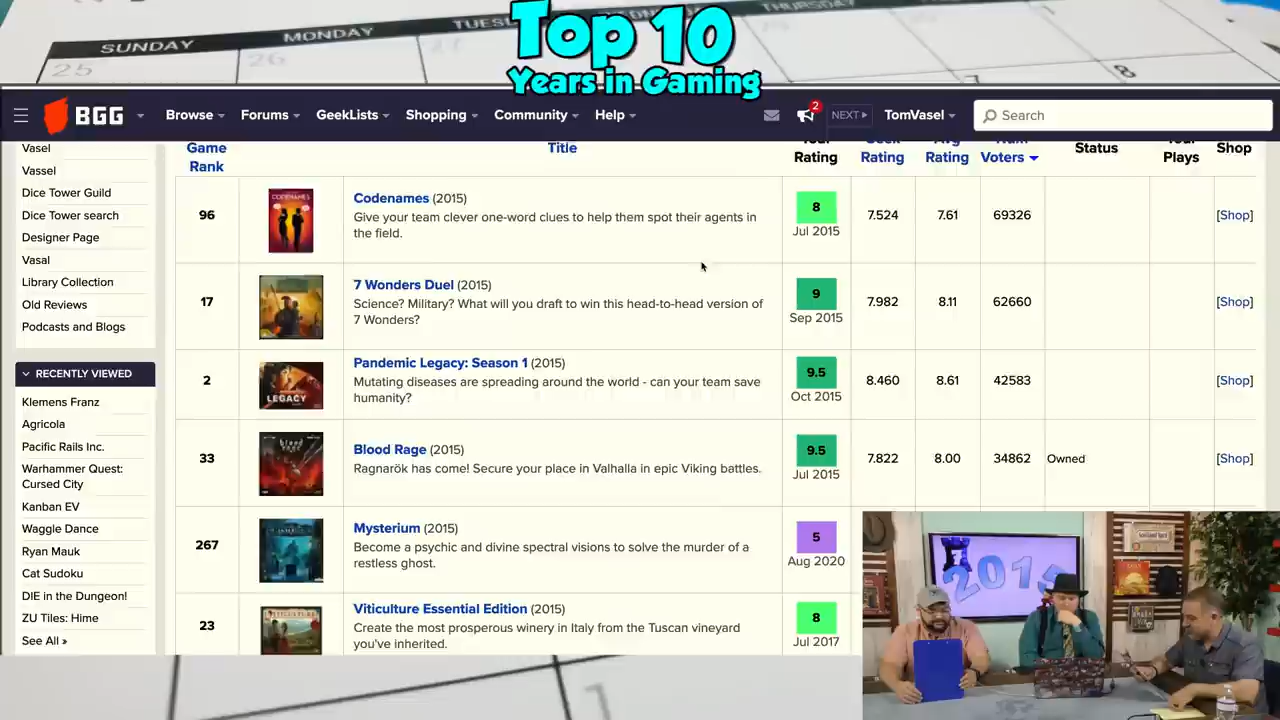 Top 10
Years in Gaming
SUNDAY
MONDAY
THURSDAY
25
26
1
7
8
BGG
Browse
Forums
GeekLists
Shopping
Community
Help
2
NEXT
TomVasel
Search
Vasel
Vassel
Dice Tower Guild
Dice Tower search
Designer Page
Vasal
Library Collection
Old Reviews
Podcasts and Blogs
RECENTLY VIEWED
Klemens Franz
Agricola
Pacific Rails Inc.
Warhammer Quest:
Cursed City
Kanban EV
Waggle Dance
Ryan Mauk
Cat Sudoku
DIE in the Dungeon!
ZU Tiles: Hime
See All »
Game
Rank
Title
Rating
Rating
Rating
Voters
Status
Plays
Shop
96
CODENAMES
Codenames (2015)
Give your team clever one-word clues to help them spot their agents in
the field.
8
Jul 2015
7.524
7.61
69326
[Shop]
17
7 Wonders Duel (2015)
Science? Military? What will you draft to win this head-to-head version of
7 Wonders?
9
Sep 2015
7.982
8.11
62660
[Shop]
2
LEGACY
Pandemic Legacy: Season 1 (2015)
Mutating diseases are spreading around the world - can your team save
humanity?
9.5
Oct 2015
8.460
8.61
42583
[Shop]
33
blood
rage
Blood Rage (2015)
Ragnarök has come! Secure your place in Valhalla in epic Viking battles.
9.5
Jul 2015
7.822
8.00
34862
Owned
[Shop]
267
Mysterium (2015)
Become a psychic and divine spectral visions to solve the murder of a
restless ghost.
5
Aug 2020
23
VITICULTURE
Viticulture Essential Edition (2015)
Create the most prosperous winery in Italy from the Tuscan vineyard
you've inherited.
8
Jul 2017